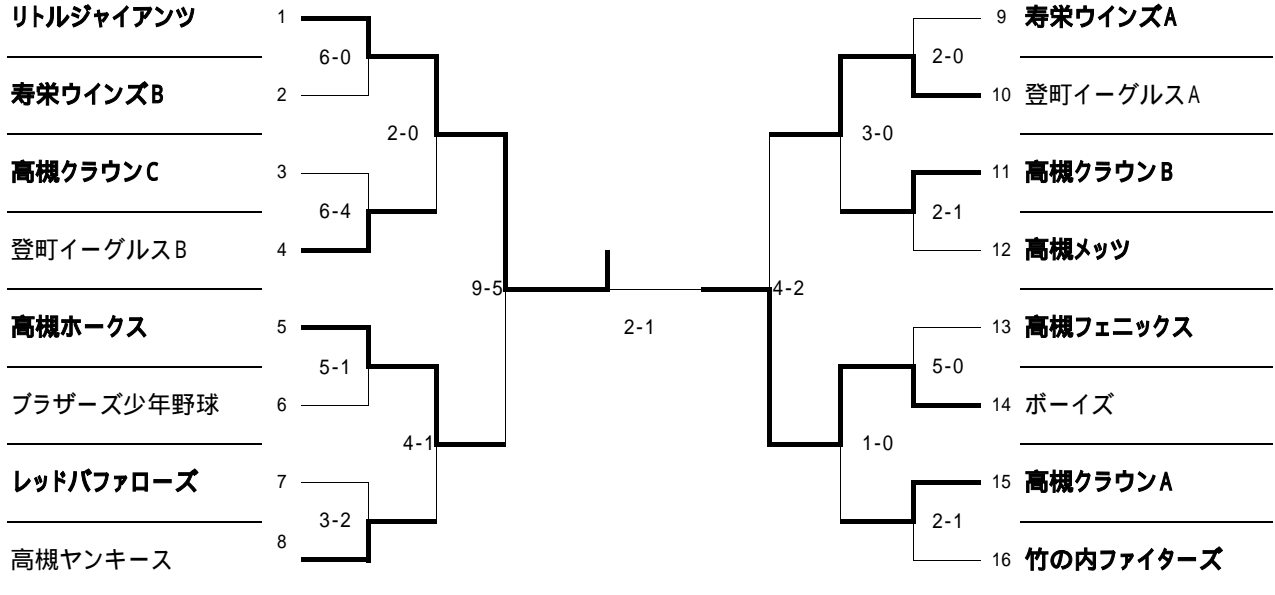 リトルジャイアンツ 1
6-0
寿栄ウインズB 2
2-0
高槻クラウンC 3
6-4
登町イーグルスB 4
9-5
高槻ホークス 5
5-1
ブラザーズ少年野球 6
4-1
レッドバファローズ 7
3-2
高槻ヤンキース 8
2-1
9 寿栄ウインズA
2-0
10 登町イーグルスA
3-0
11 高槻クラウンB
2-1
12 高槻メッツ
4-2
13 高槻フェニックス
5-0
14 ボーイズ
1-0
15 高槻クラウンA
2-1
16 竹の内ファイターズ